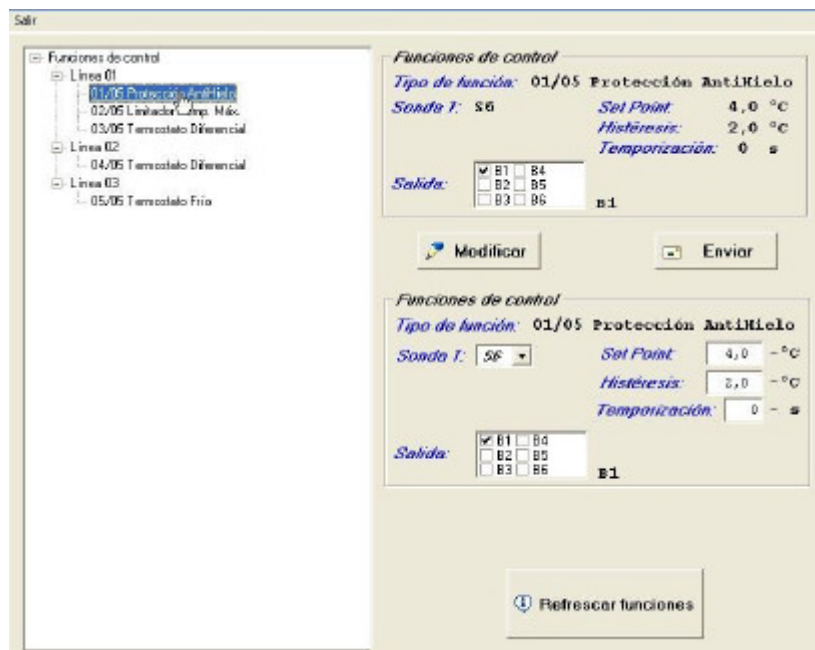 Salir
Funciones de control
Línea 01
01/05 Protección AntiHielo
02/05 Limitador Máx.
03/05 Termostato Diferencial
Línea 02
04/05 Termostato Diferencial
Línea 03
05/05 Termostato Frío
Funciones de control
Tipo de función: 01/05 Protección AntiHielo
Sonda 1: S6
Set Point: 4,0 °C
Histéresis: 2,0 °C
Temporización: 0 s
Salida:
B1 B4
B2 B5
B3 B6
B1
Modificar
Enviar
Funciones de control
Tipo de función: 01/05 Protección AntiHielo
Sonda 1: S6
Set Point: 4,0 -°C
Histéresis: 2,0 -°C
Temporización: 0 - s
Salida:
B1 B4
B2 B5
B3 B6
B1
Refrescar funciones